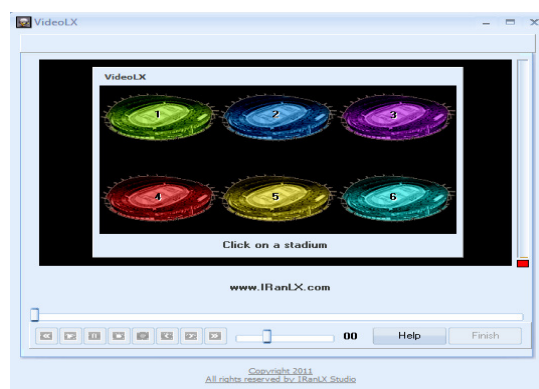 VideoLX
VideoLX
1 2 3
4 5 6
Click on a stadium
www.IRanLX.com
00 Help Finish
Copyright 2011
All rights reserved by IRanLX Studio